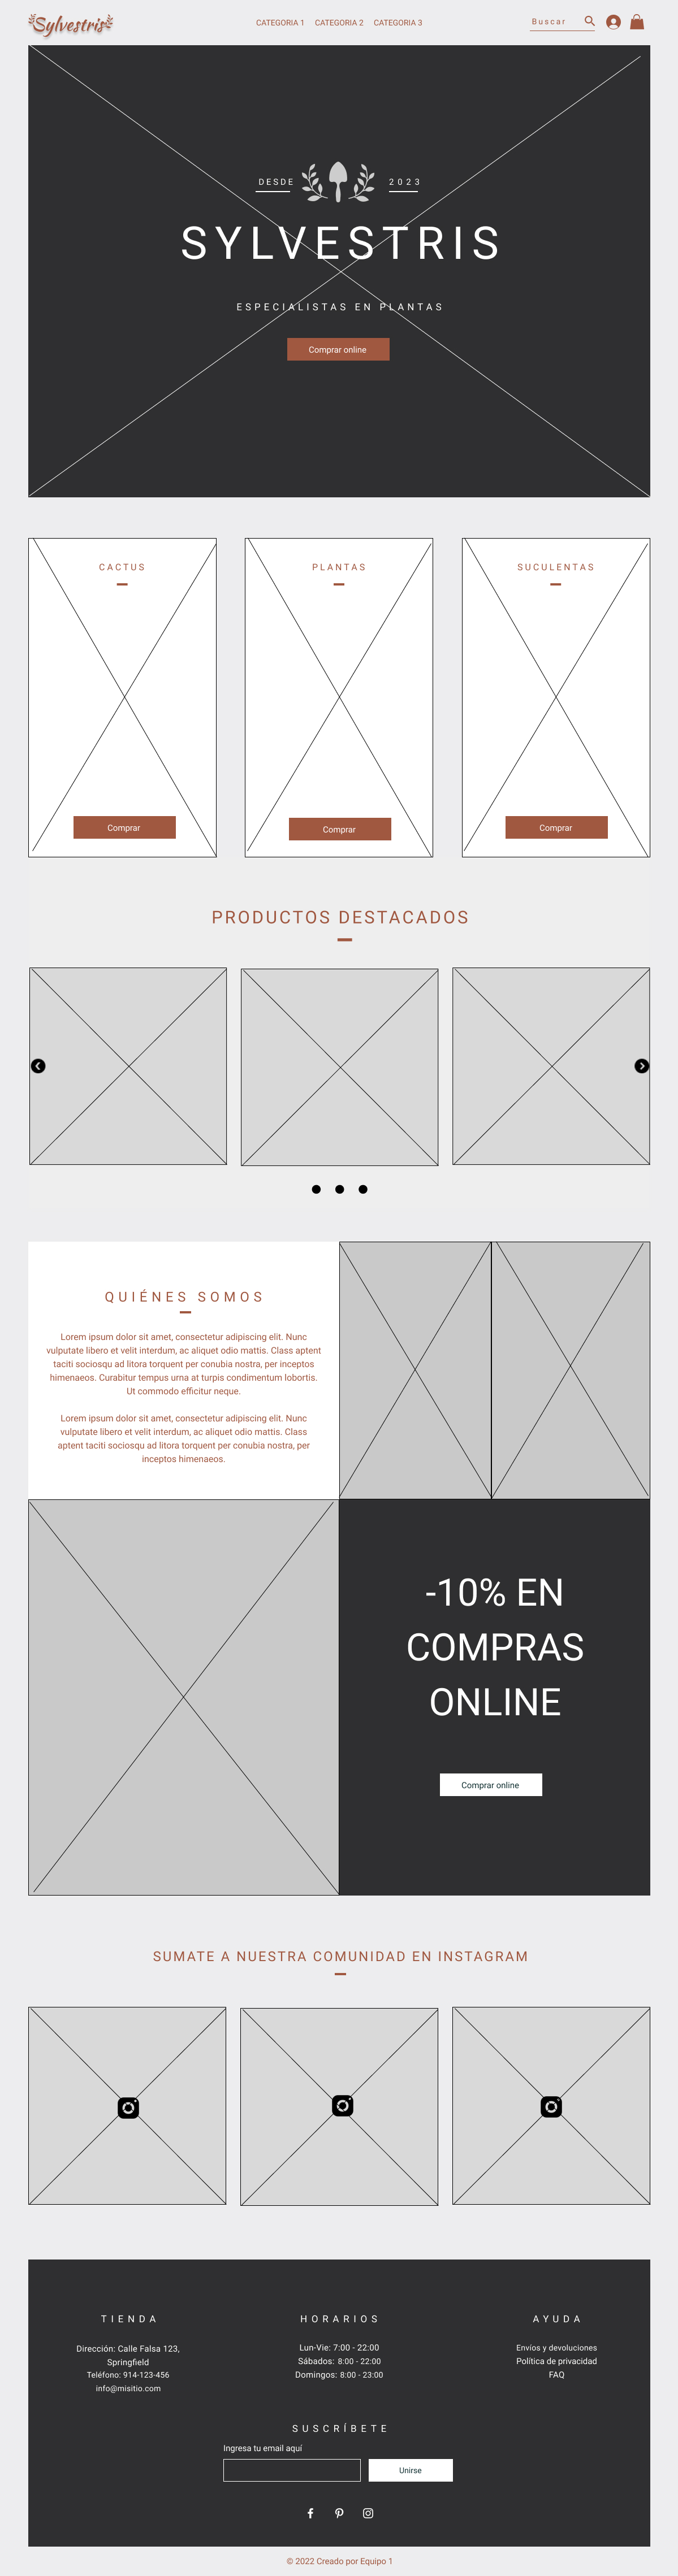 Sylvestris
CATEGORIA 1 CATEGORIA 2 CATEGORIA 3
Buscar
DESDE 2023
SYLVESTRIS
ESPECIALISTAS EN PLANTAS
Comprar online
CACTUS
Comprar
PLANTAS
Comprar
SUCULENTAS
Comprar
PRODUCTOS DESTACADOS
QUIÉNES SOMOS
Lorem ipsum dolor sit amet, consectetur adipiscing elit. Nunc
vulputate libero et velit interdum, ac aliquet odio mattis. Class aptent
taciti sociosqu ad litora torquent per conubia nostra, per inceptos
himenaeos. Curabitur tempus urna at turpis condimentum lobortis.
Ut commodo efficitur neque.
Lorem ipsum dolor sit amet, consectetur adipiscing elit. Nunc
vulputate libero et velit interdum, ac aliquet odio mattis. Class
aptent taciti sociosqu ad litora torquent per conubia nostra, per
inceptos himenaeos.
-10% EN
COMPRAS
ONLINE
Comprar online
SUMATE A NUESTRA COMUNIDAD EN INSTAGRAM
TIENDA
Dirección: Calle Falsa 123,
Springfield
Teléfono: 914-123-456
info@misitio.com
HORARIOS
Lun-Vie: 7:00 - 22:00
Sábados: 8:00 - 22:00
Domingos: 8:00 - 23:00
AYUDA
Envíos y devoluciones
Política de privacidad
FAQ
SUSCRÍBETE
Ingresa tu email aquí
Unirse
© 2022 Creado por Equipo 1